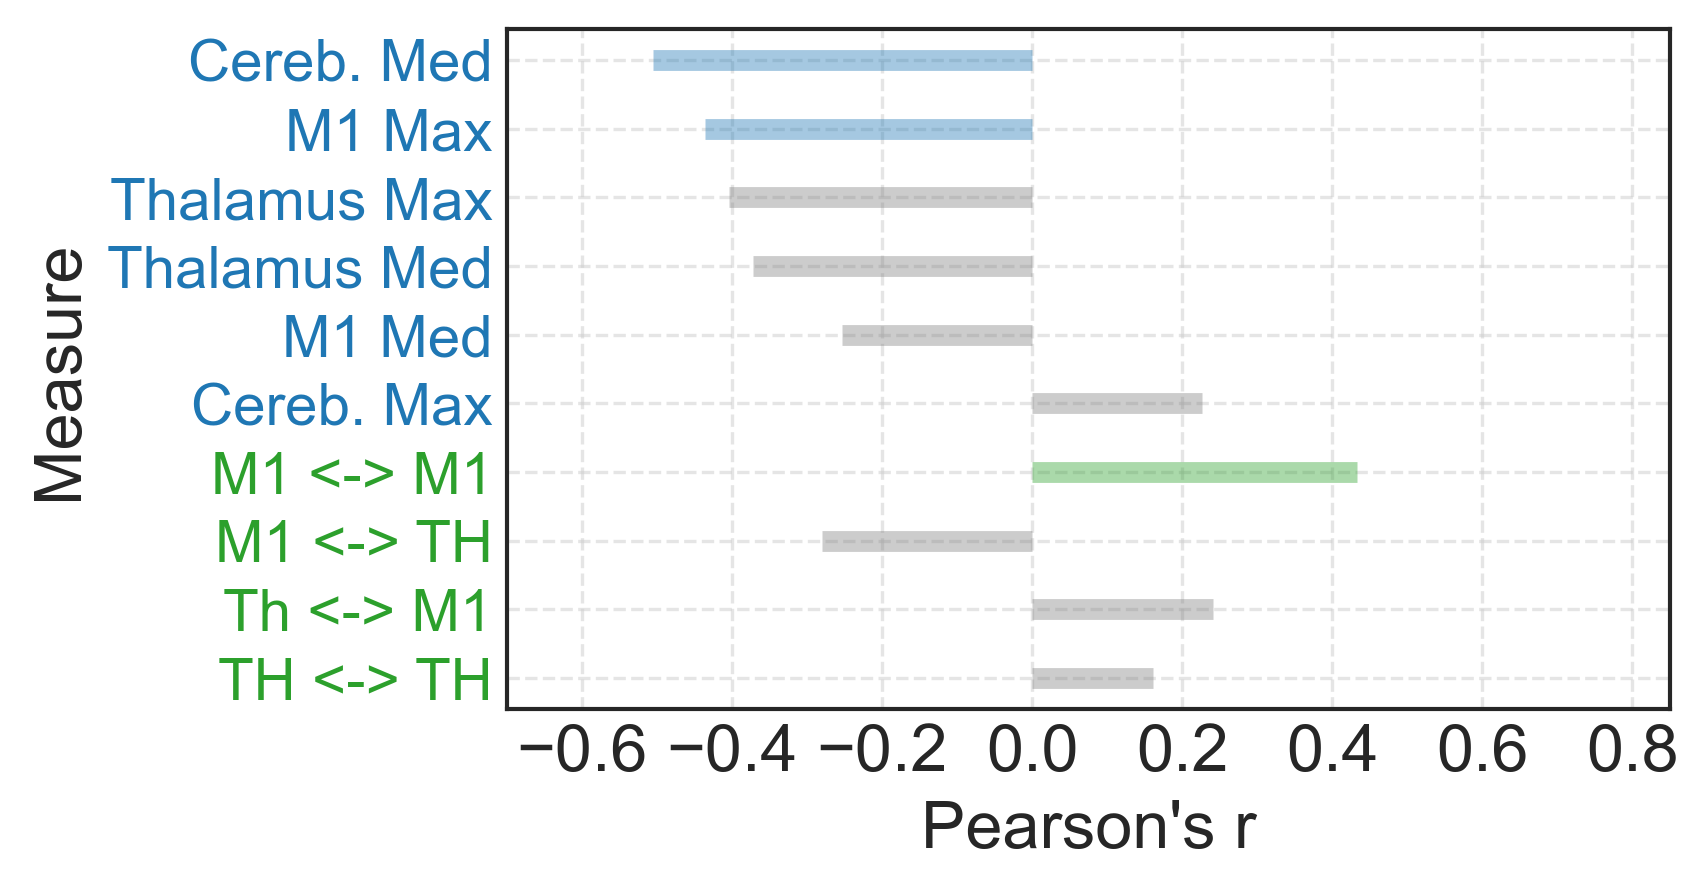 Cereb. Med
M1 Max
Thalamus Max
Thalamus Med
M1 Med
Cereb. Max
M1 <-> M1
M1 <-> TH
Th <-> M1
TH <-> TH
Measure
−0.6 −0.4 −0.2 0.0 0.2 0.4 0.6 0.8
Pearson's r